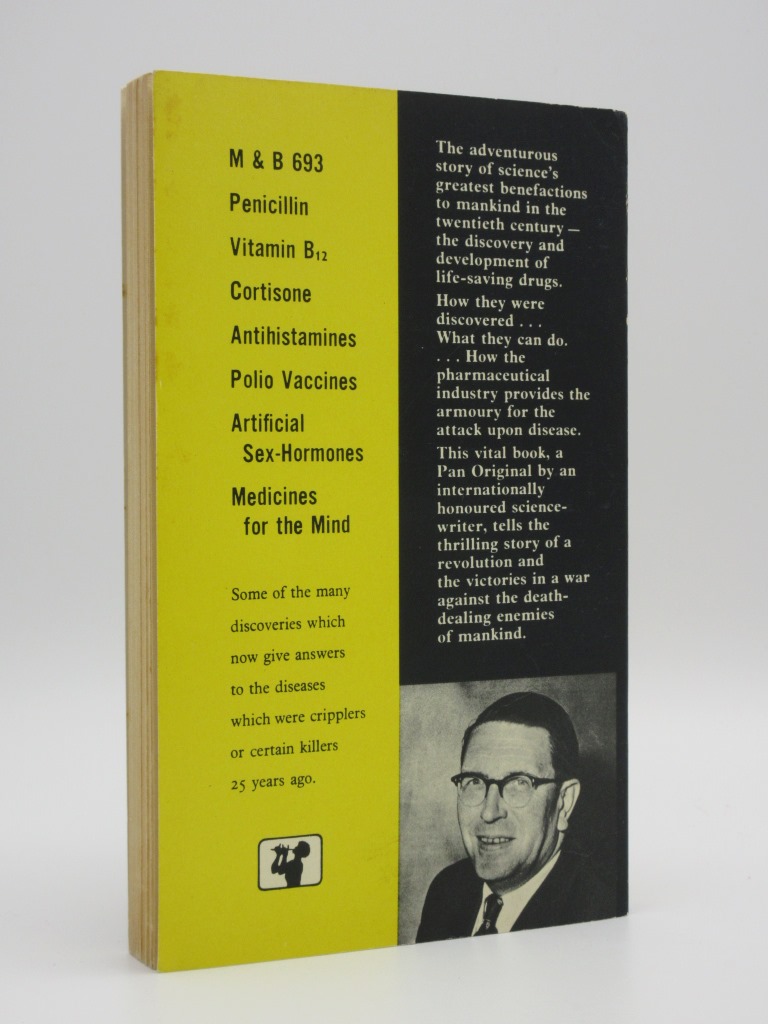 M & B 693
Penicillin
Vitamin B₁₂
Cortisone
Antihistamines
Polio Vaccines
Artificial
Sex-Hormones
Medicines
for the Mind
Some of the many
discoveries which
now give answers
to the diseases
which were cripplers
or certain killers
25 years ago.
The adventurous
story of science's
greatest benefactions
to mankind in the
twentieth century —
the discovery and
development of
life-saving drugs.
How they were
discovered . . .
What they can do.
. . . How the
pharmaceutical
industry provides the
armoury for the
attack upon disease.
This vital book, a
Pan Original by an
internationally
honoured science-
writer, tells the
thrilling story of a
revolution and
the victories in a war
against the death-
dealing enemies
of mankind.